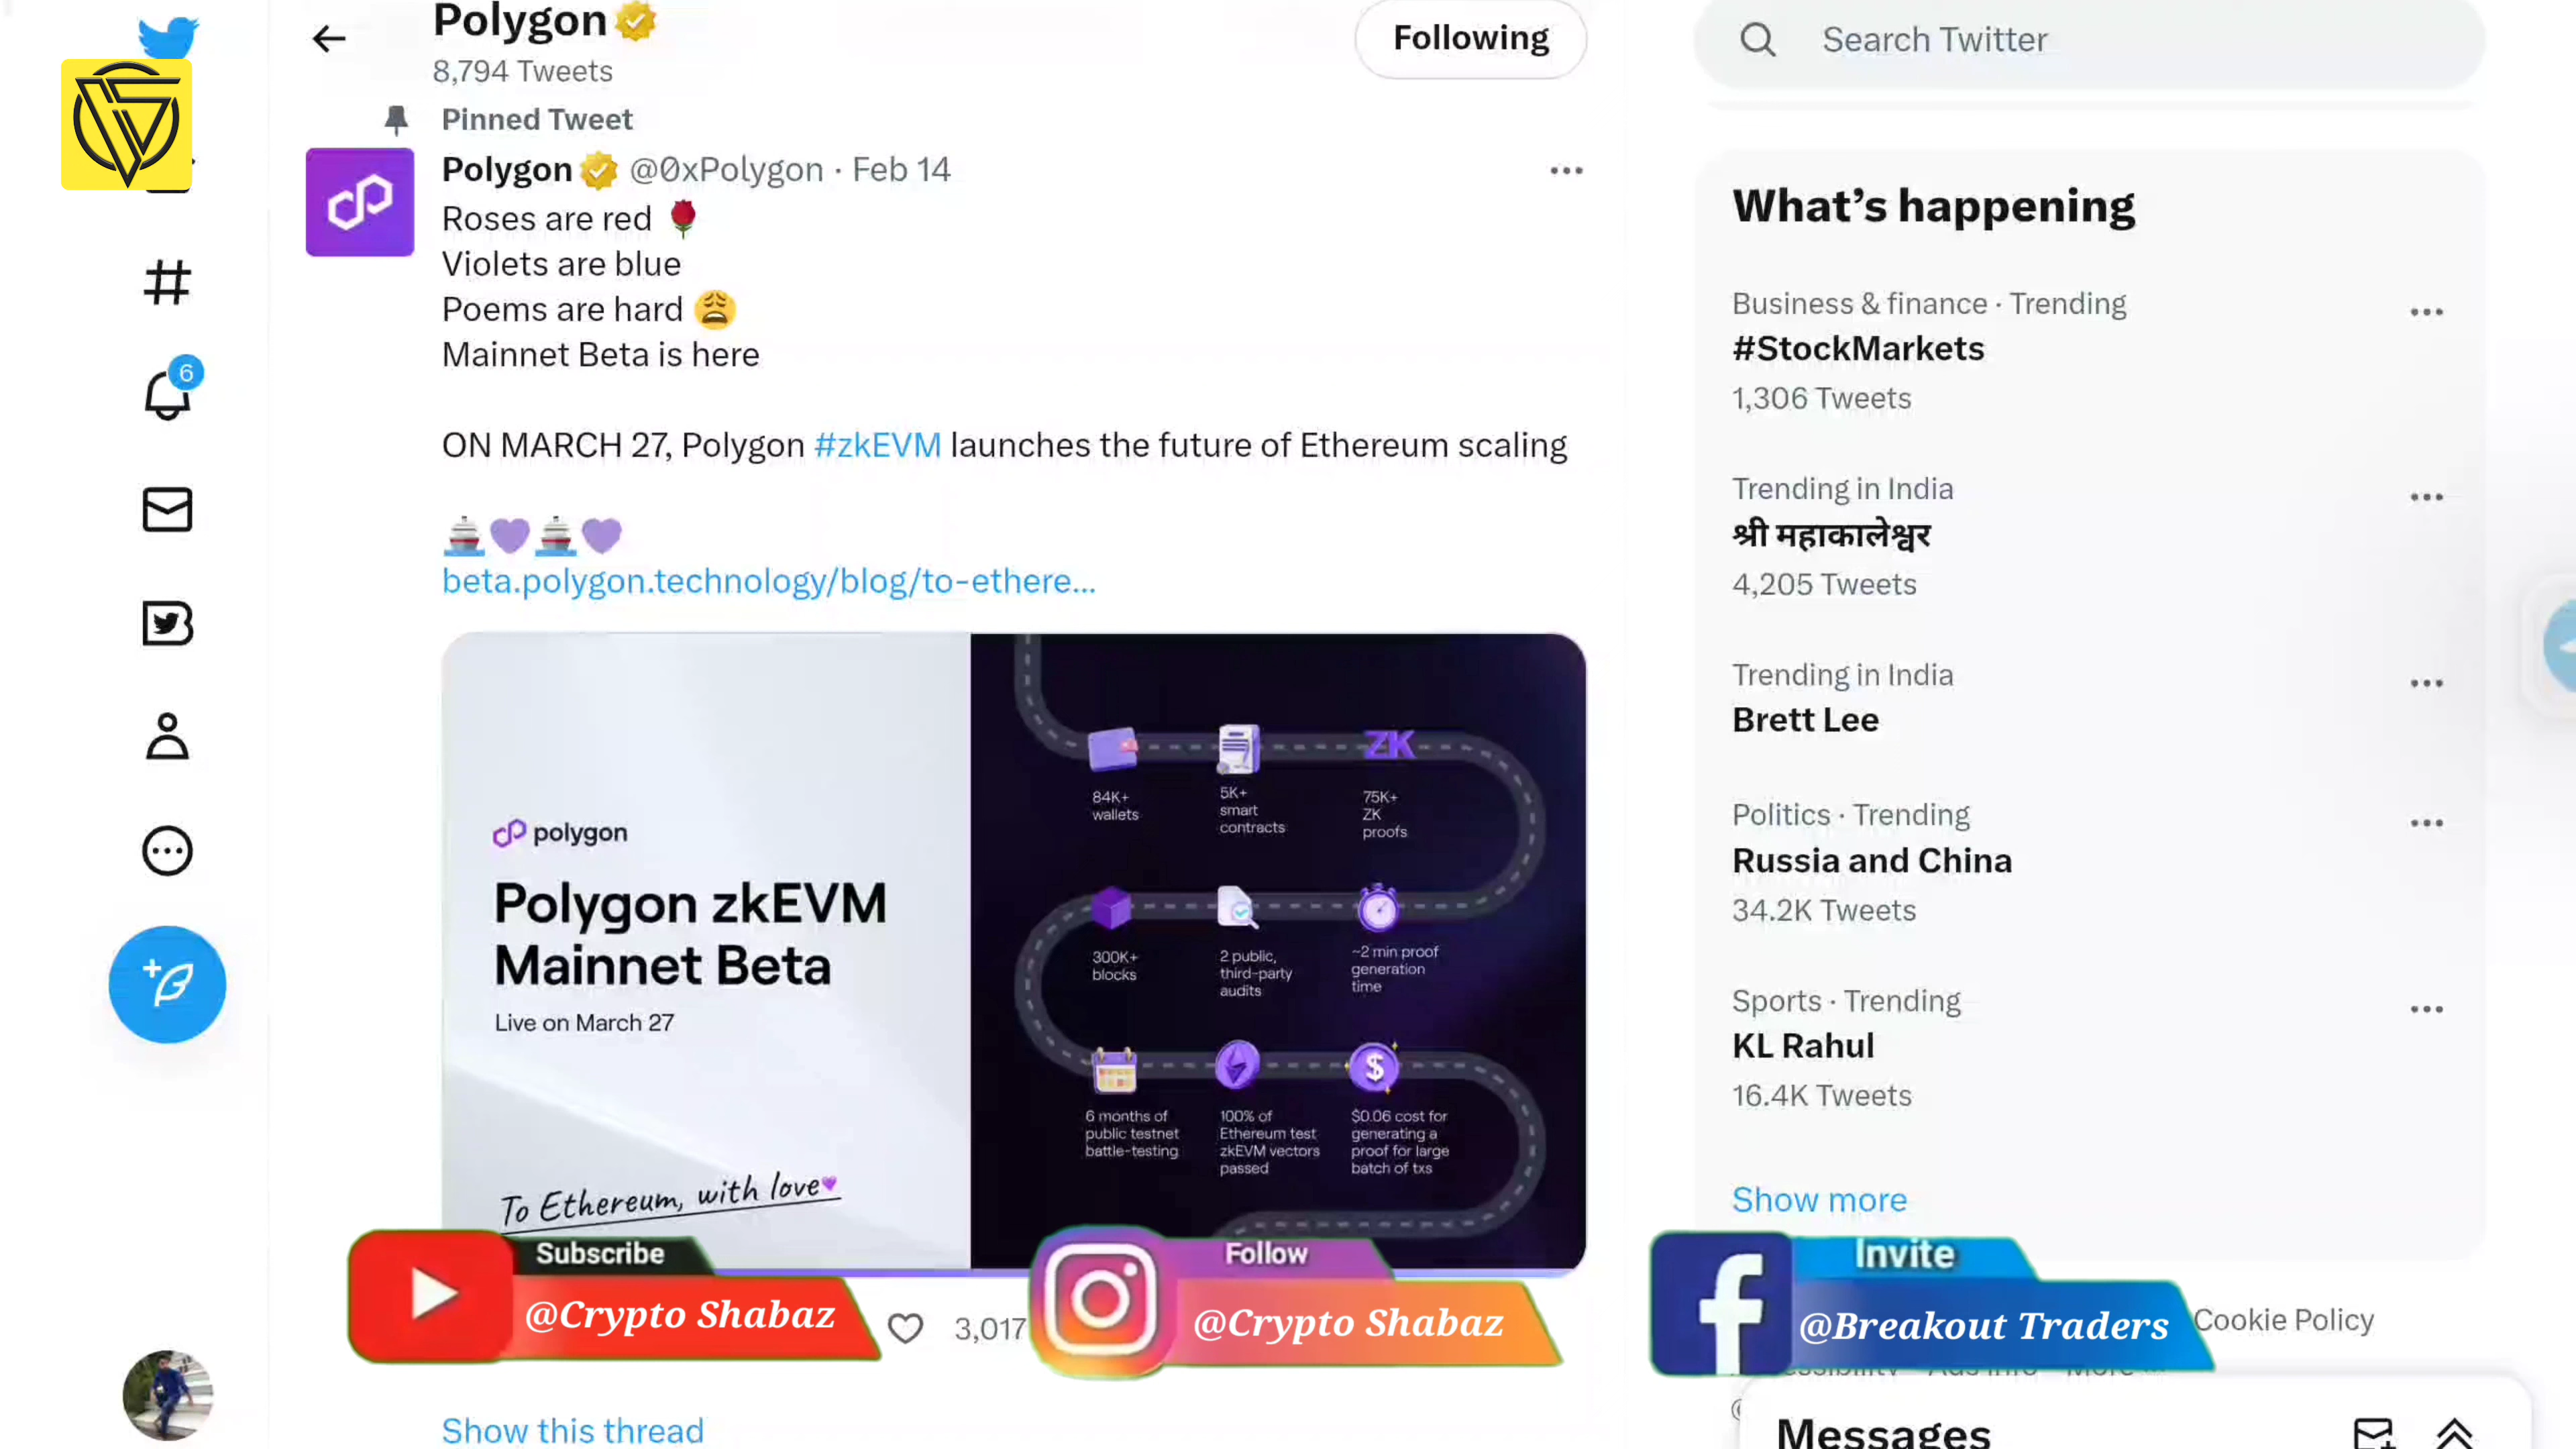 Polygon
8,794 Tweets
Following
Search Twitter
Pinned Tweet
Polygon @0xPolygon · Feb 14
Roses are red 🌹
Violets are blue
Poems are hard 😩
Mainnet Beta is here
ON MARCH 27, Polygon #zkEVM launches the future of Ethereum scaling
🚢💜🚢💜
beta.polygon.technology/blog/to-ethere...
polygon
Polygon zkEVM
Mainnet Beta
Live on March 27
To Ethereum, with love
84K+
wallets
5K+
smart
contracts
ZK
75K+
ZK
proofs
300K+
blocks
2 public,
third-party
audits
~2 min proof
generation
time
6 months of
public testnet
battle-testing
100% of
Ethereum test
zkEVM vectors
passed
$
$0.06 cost for
generating a
proof for large
batch of txs
6
What's happening
Business & finance · Trending
#StockMarkets
1,306 Tweets
Trending in India
श्री महाकालेश्वर
4,205 Tweets
Trending in India
Brett Lee
Politics · Trending
Russia and China
34.2K Tweets
Sports · Trending
KL Rahul
16.4K Tweets
Show more
Subscribe
@Crypto Shabaz
3,017
Follow
@Crypto Shabaz
Invite
@Breakout Traders
Cookie Policy
Show this thread
Messages